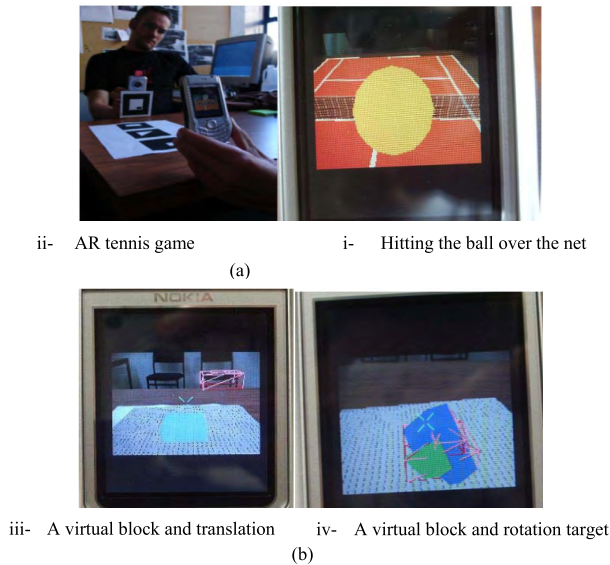 ii- AR tennis game i- Hitting the ball over the net
(a)
NOKIA
iii- A virtual block and translation iv- A virtual block and rotation target
(b)